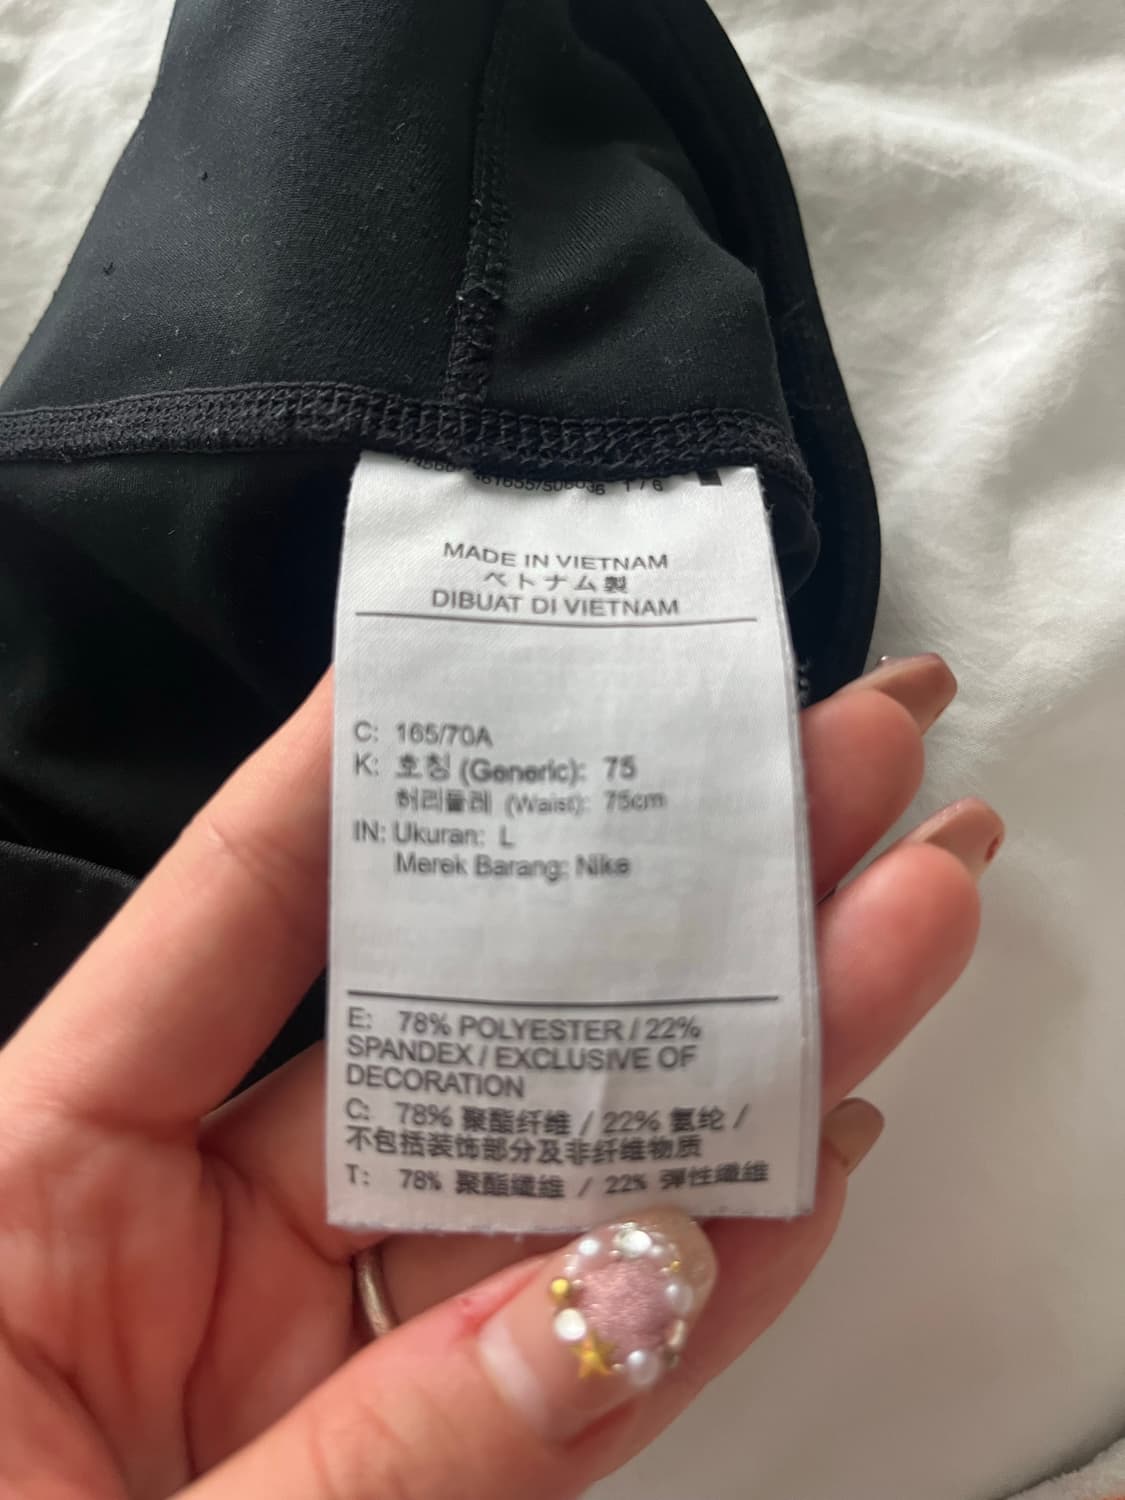 MADE IN VIETNAM
ベトナム製
DIBUAT DI VIETNAM
C: 165/70A
K: 호칭 (Generic): 75
허리둘레 (Waist): 75cm
IN: Ukuran: L
Merek Barang: Nike
E: 78% POLYESTER / 22%
SPANDEX / EXCLUSIVE OF
DECORATION
C: 78% 聚酯纤维 / 22% 氨纶 /
不包括装饰部分及非纤维物质
T: 78% 聚酯纖維 / 22% 彈性纖維